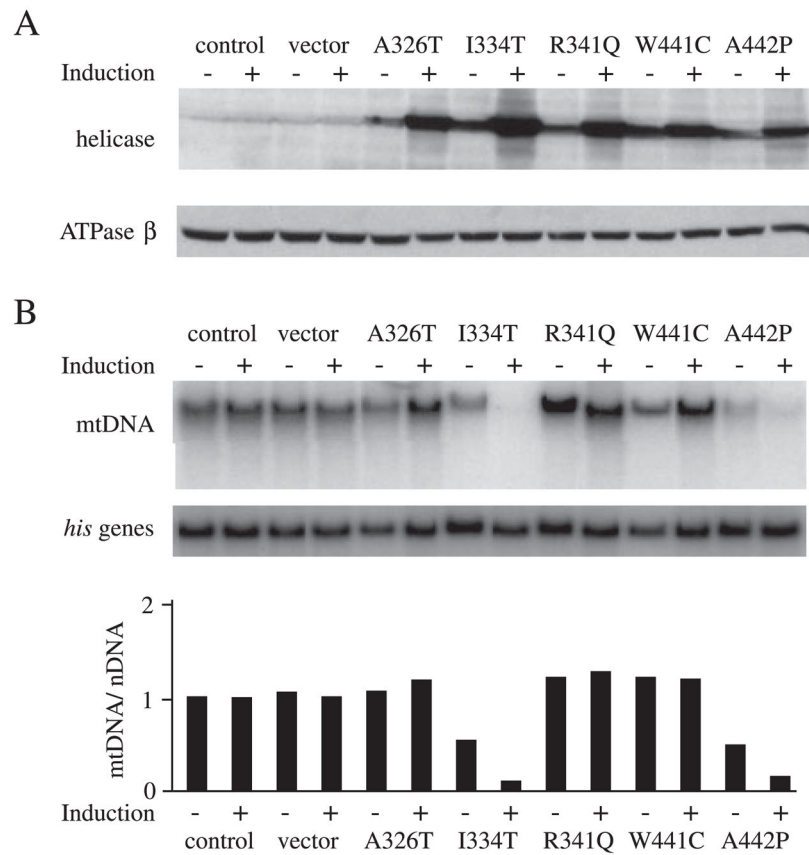 A
control vector A326T I334T R341Q W441C A442P
Induction - + - + - + - + - + - + - +
helicase
ATPase β
B
control vector A326T I334T R341Q W441C A442P
Induction - + - + - + - + - + - + - +
mtDNA
his genes
2
1
0
mtDNA/ nDNA
Induction - + - + - + - + - + - + - +
control vector A326T I334T R341Q W441C A442P